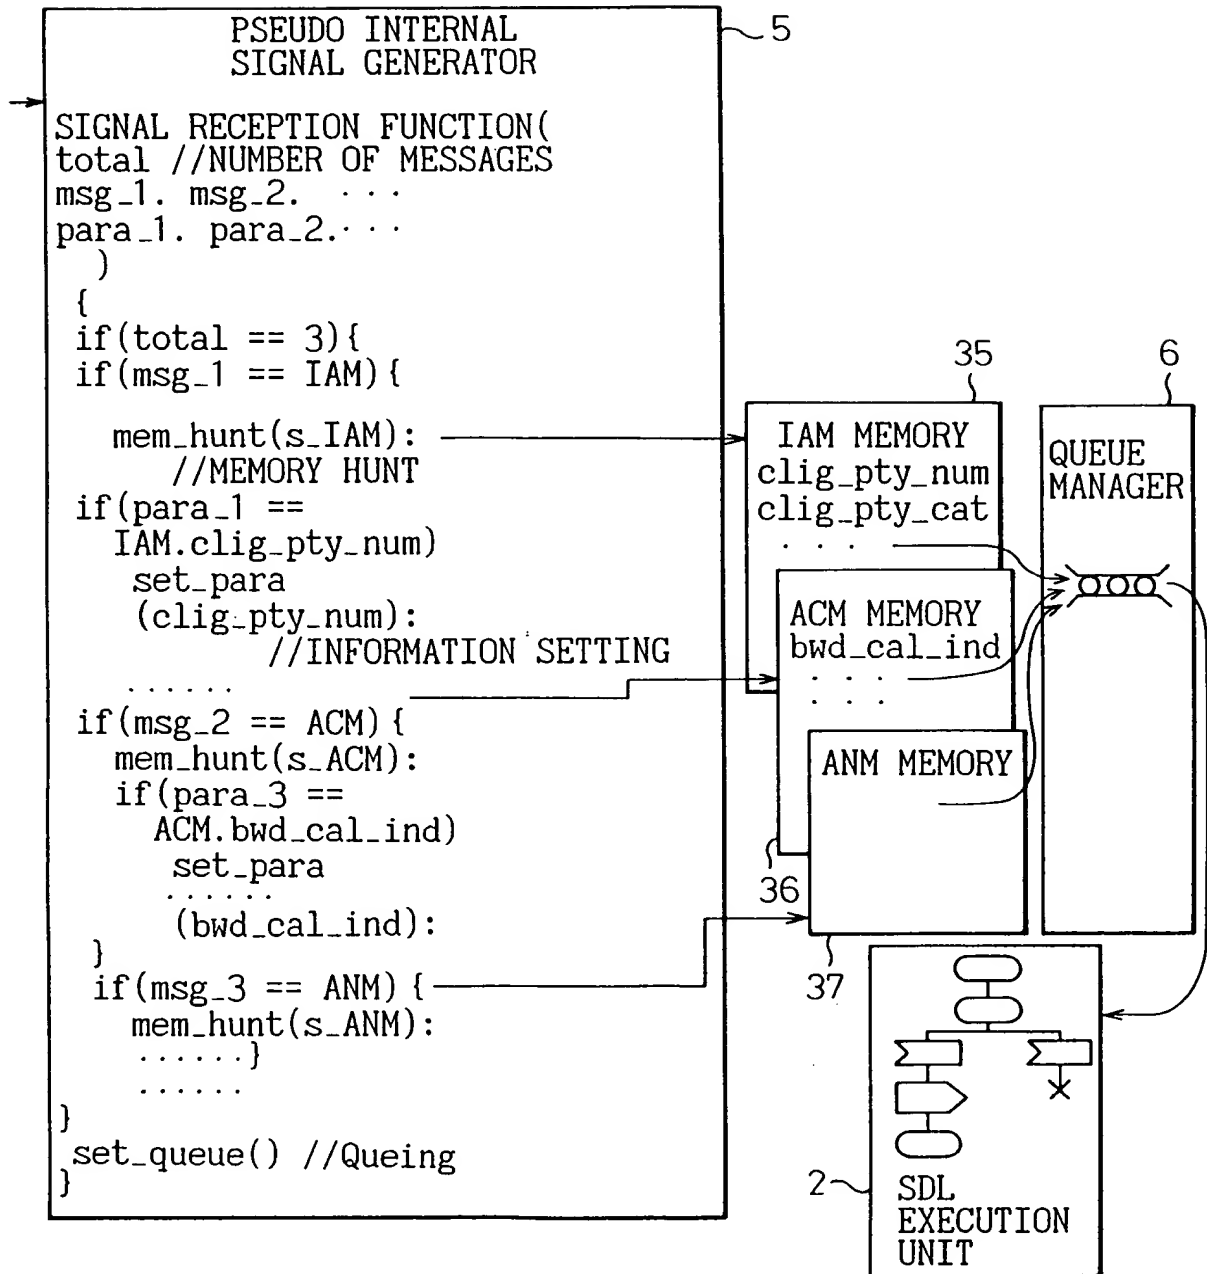 PSEUDO INTERNAL
SIGNAL GENERATOR
5
SIGNAL RECEPTION FUNCTION(
total //NUMBER OF MESSAGES
msg_1. msg_2. ...
para_1. para_2. ...
)
{
if(total == 3){
if(msg_1 == IAM){
mem_hunt(s_IAM):
//MEMORY HUNT
if(para_1 ==
IAM.clig_pty_num)
set_para
(clig_pty_num):
//INFORMATION SETTING
......
if(msg_2 == ACM){
mem_hunt(s_ACM):
if(para_3 ==
ACM.bwd_cal_ind)
set_para
......
(bwd_cal_ind):
}
if(msg_3 == ANM){
mem_hunt(s_ANM):
......}
......
}
set_queue() //Queing
}
35
IAM MEMORY
clig_pty_num
clig_pty_cat
...
ACM MEMORY
bwd_cal_ind
...
...
36
ANM MEMORY
37
6
QUEUE
MANAGER
2
SDL
EXECUTION
UNIT